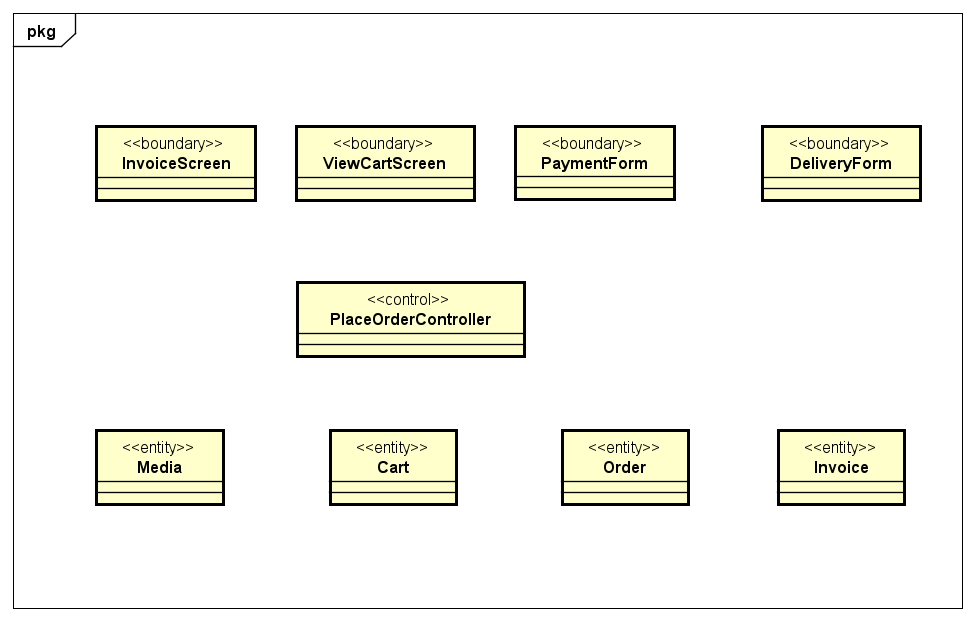 pkg
<<boundary>>
InvoiceScreen
<<boundary>>
ViewCartScreen
<<boundary>>
PaymentForm
<<boundary>>
DeliveryForm
<<control>>
PlaceOrderController
<<entity>>
Media
<<entity>>
Cart
<<entity>>
Order
<<entity>>
Invoice